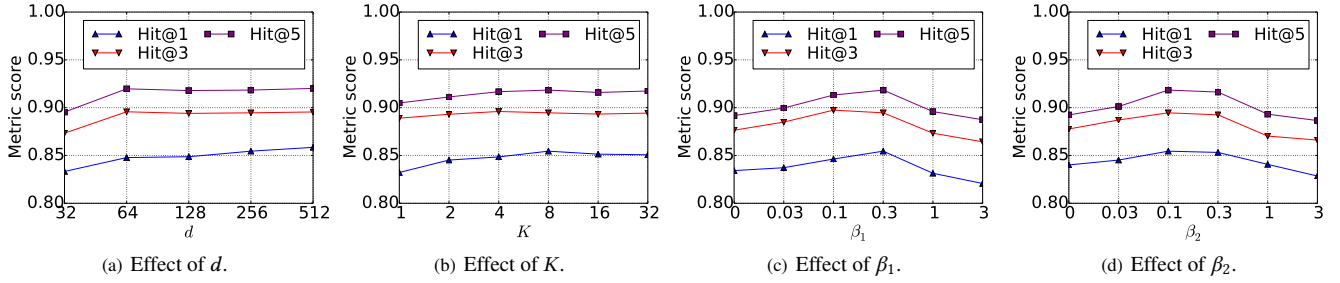 1.00 1.00 1.00 1.00
Hit@1 Hit@5 Hit@1 Hit@5 Hit@1 Hit@5 Hit@1 Hit@5
Hit@3 Hit@3 Hit@3 Hit@3
0.95 0.95 0.95 0.95
Metric score Metric score Metric score Metric score
0.90 0.90 0.90 0.90
0.85 0.85 0.85 0.85
0.80 0.80 0.80 0.80
32 64 128 256 512 1 2 4 8 16 32 0 0.03 0.1 0.3 1 3 0 0.03 0.1 0.3 1 3
d K β₁ β₂
(a) Effect of d. (b) Effect of K. (c) Effect of β₁. (d) Effect of β₂.